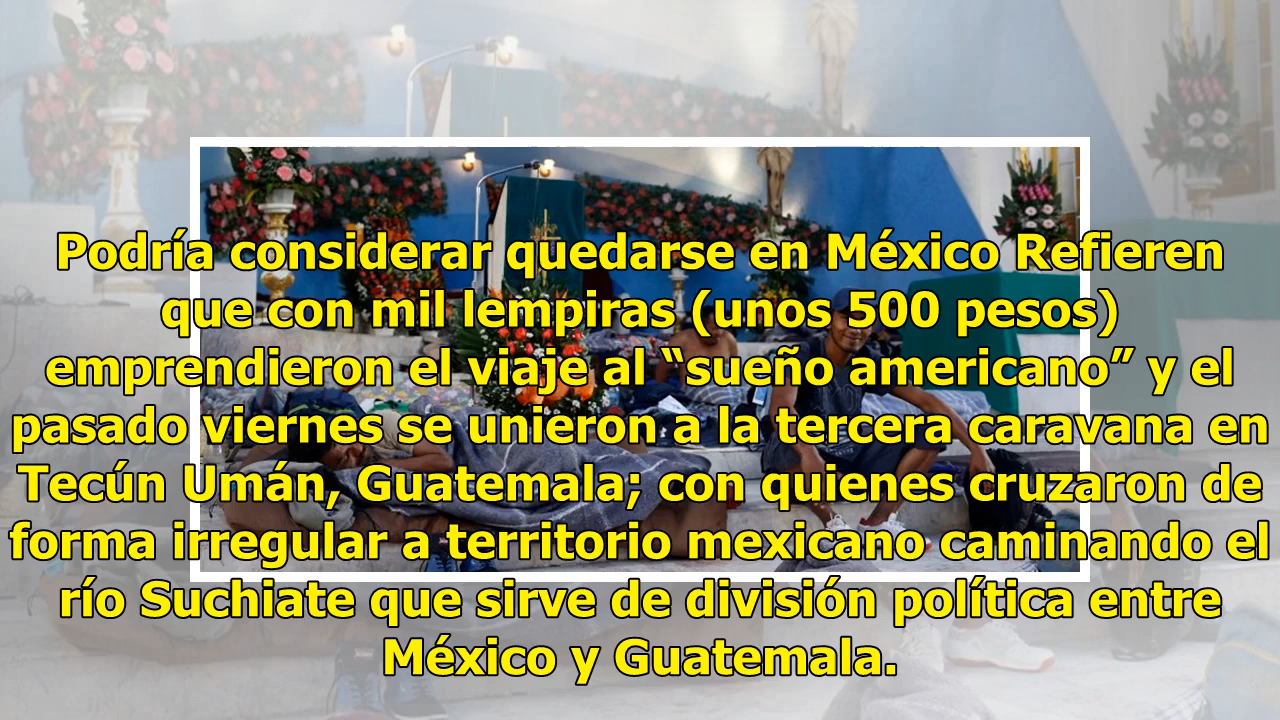 Podría considerar quedarse en México Refieren
que con mil lempiras (unos 500 pesos)
emprendieron el viaje al “sueño americano” y el
pasado viernes se unieron a la tercera caravana en
Tecún Umán, Guatemala; con quienes cruzaron de
forma irregular a territorio mexicano caminando el
río Suchiate que sirve de división política entre
México y Guatemala.